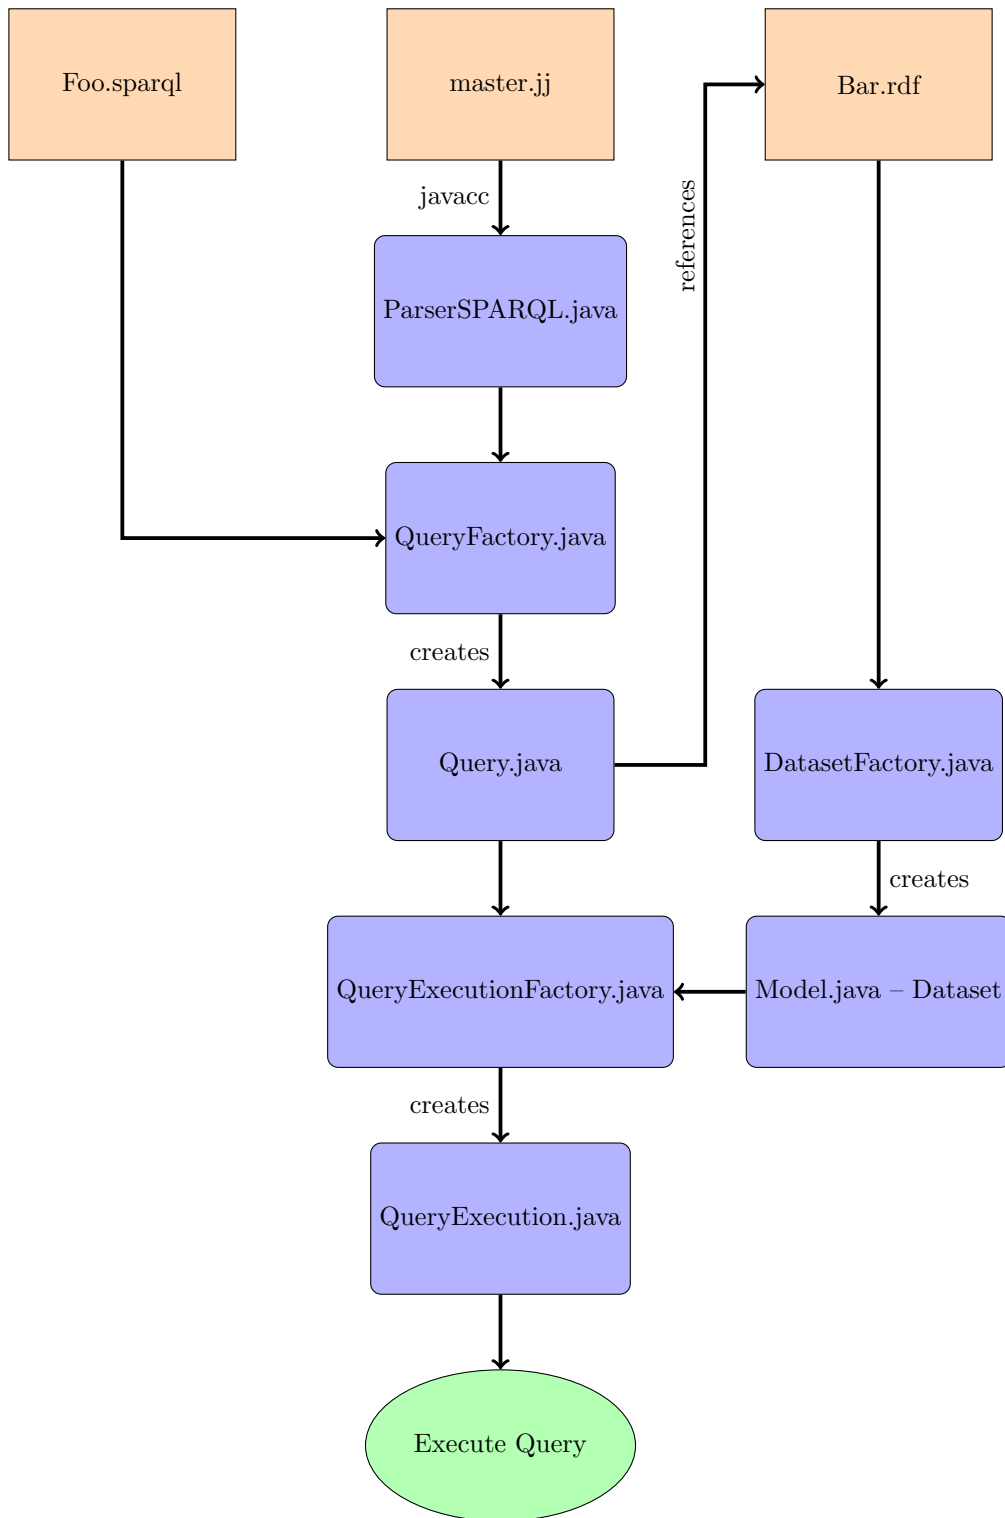 Foo.sparql
master.jj
Bar.rdf
javacc
references
ParserSPARQL.java
QueryFactory.java
creates
Query.java
DatasetFactory.java
creates
QueryExecutionFactory.java
Model.java – Dataset
creates
QueryExecution.java
Execute Query